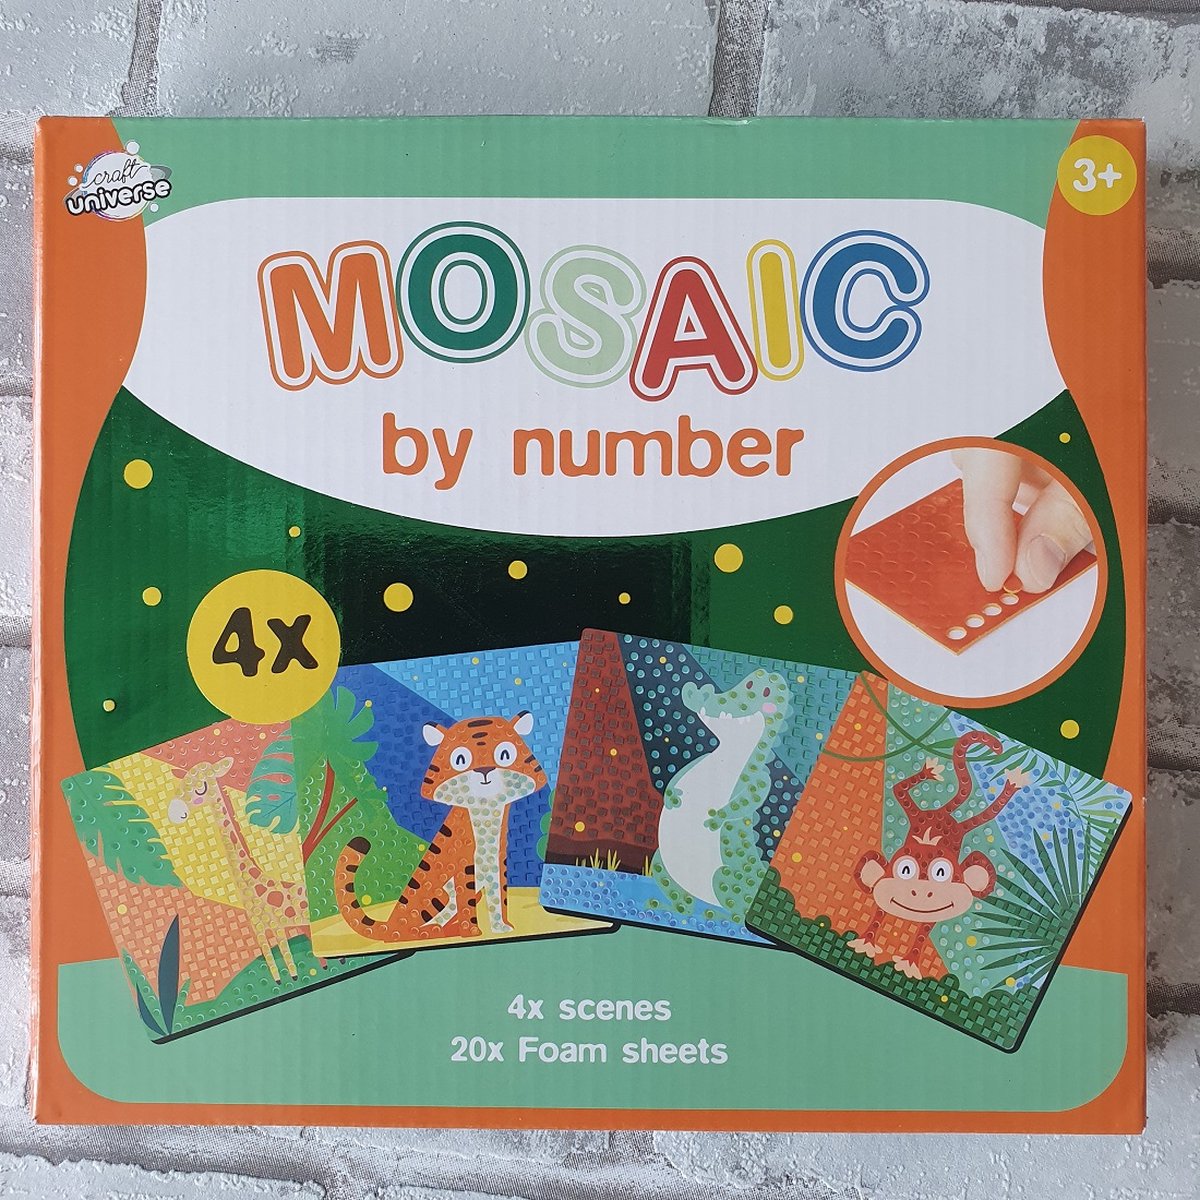 craft
universe
3+
MOSAIC
by number
4x
4x scenes
20x Foam sheets